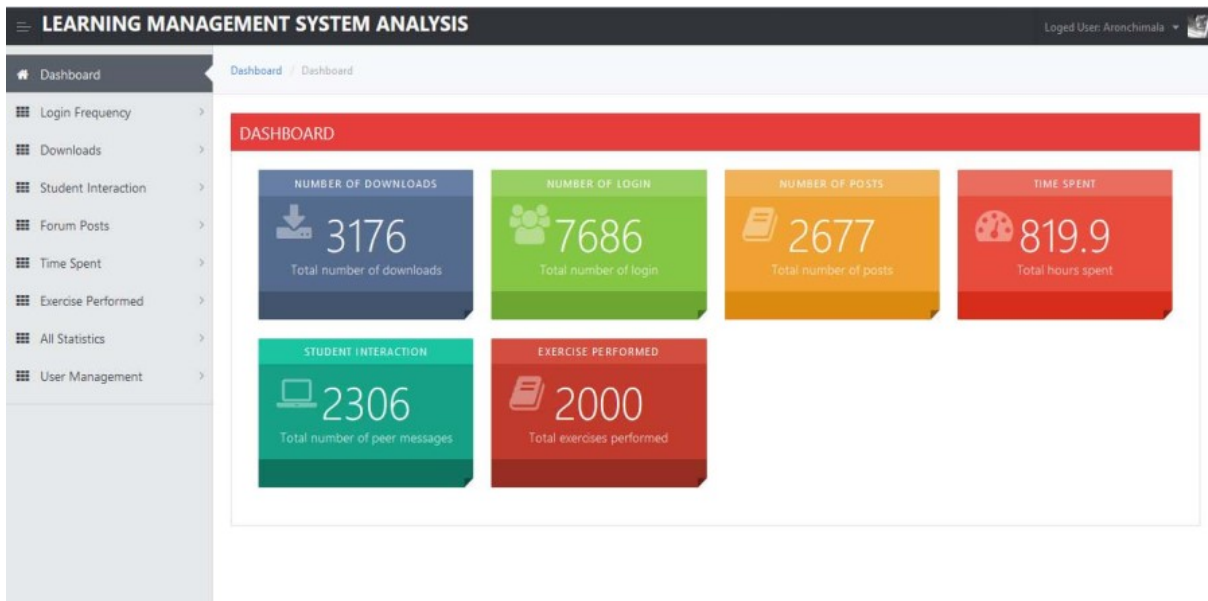 LEARNING MANAGEMENT SYSTEM ANALYSIS
Loged User: Aronchimala
Dashboard
Login Frequency
Downloads
Student Interaction
Forum Posts
Time Spent
Exercise Performed
All Statistics
User Management
Dashboard / Dashboard
DASHBOARD
NUMBER OF DOWNLOADS
3176
Total number of downloads
NUMBER OF LOGIN
7686
Total number of login
NUMBER OF POSTS
2677
Total number of posts
TIME SPENT
819.9
Total hours spent
STUDENT INTERACTION
2306
Total number of peer messages
EXERCISE PERFORMED
2000
Total exercises performed